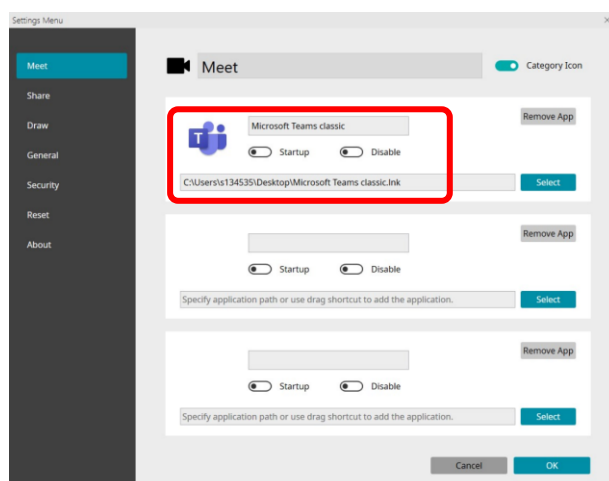 Settings Menu
Meet
Share
Draw
General
Security
Reset
About
Meet
Category Icon
Microsoft Teams classic
Remove App
Startup
Disable
C:\Users\s134535\Desktop\Microsoft Teams classic.lnk
Select
Remove App
Startup
Disable
Specify application path or use drag shortcut to add the application.
Select
Remove App
Startup
Disable
Specify application path or use drag shortcut to add the application.
Select
Cancel
OK